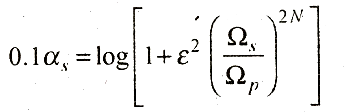 0.1α_s = log[1+ε^2 (Ω_s/Ω_p)^{2N}]